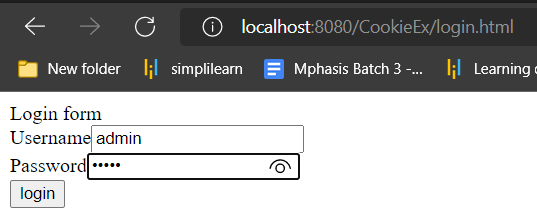 localhost:8080/CookieEx/login.html
New folder simplilearn Mphasis Batch 3 -... Learning
Login form
Username admin
Password •••••
login